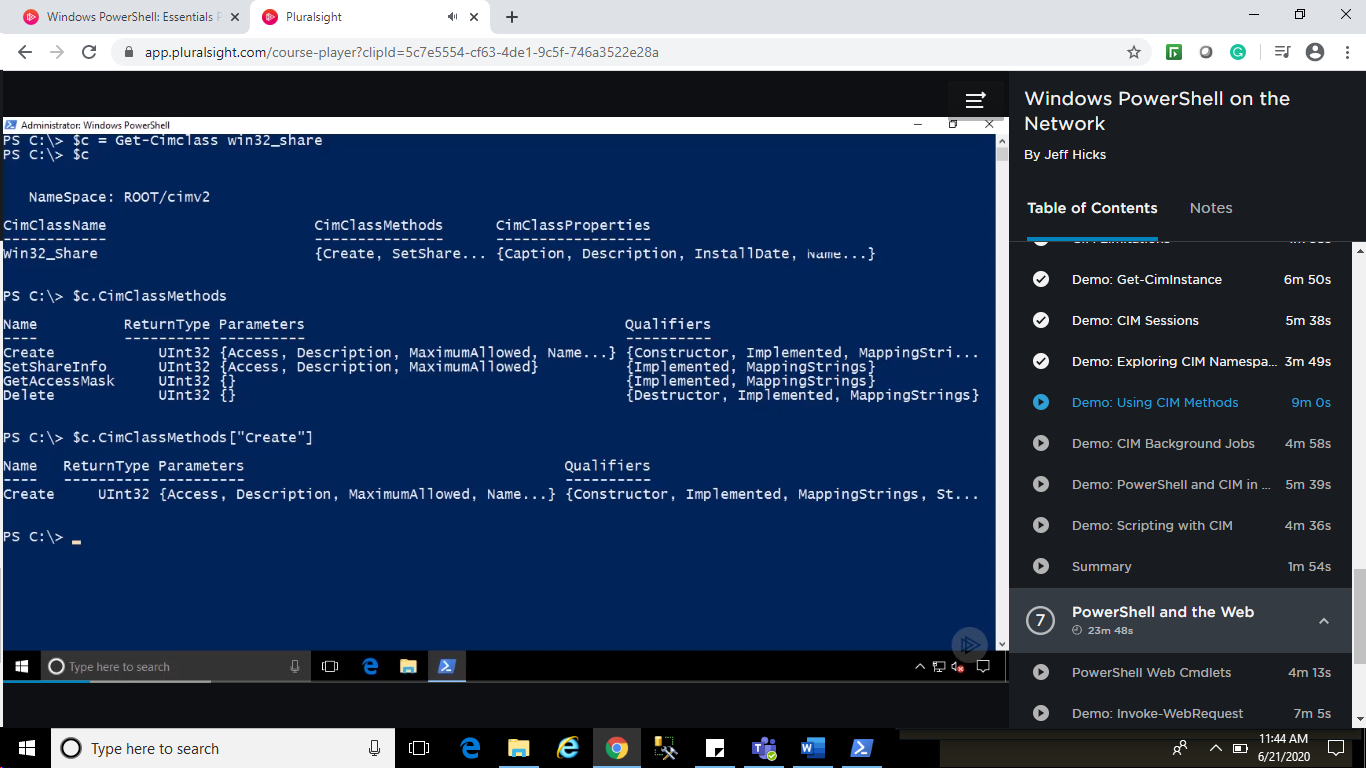 Windows PowerShell: Essentials P
Pluralsight
app.pluralsight.com/course-player?clipId=5c7e5554-cf63-4de1-9c5f-746a3522e28a
Administrator: Windows PowerShell
PS C:\> $c = Get-Cimclass win32_share
PS C:\> $c
NameSpace: ROOT/cimv2
CimClassName CimClassMethods CimClassProperties
------------ --------------- ------------------
Win32_Share {Create, SetShare... {Caption, Description, InstallDate, Name...}
PS C:\> $c.CimClassMethods
Name ReturnType Parameters Qualifiers
---- ---------- ---------- ----------
Create UInt32 {Access, Description, MaximumAllowed, Name...} {Constructor, Implemented, MappingStri...
SetShareInfo UInt32 {Access, Description, MaximumAllowed} {Implemented, MappingStrings}
GetAccessMask UInt32 {} {Implemented, MappingStrings}
Delete UInt32 {} {Destructor, Implemented, MappingStrings}
PS C:\> $c.CimClassMethods["Create"]
Name ReturnType Parameters Qualifiers
---- ---------- ---------- ----------
Create UInt32 {Access, Description, MaximumAllowed, Name...} {Constructor, Implemented, MappingStrings, St...
PS C:\> _
Type here to search
Windows PowerShell on the
Network
By Jeff Hicks
Table of Contents Notes
Demo: Get-CimInstance 6m 50s
Demo: CIM Sessions 5m 38s
Demo: Exploring CIM Namespa... 3m 49s
Demo: Using CIM Methods 9m 0s
Demo: CIM Background Jobs 4m 58s
Demo: PowerShell and CIM in ... 5m 39s
Demo: Scripting with CIM 4m 36s
Summary 1m 54s
7 PowerShell and the Web
23m 48s
PowerShell Web Cmdlets 4m 13s
Demo: Invoke-WebRequest 7m 5s
Type here to search
11:44 AM
6/21/2020